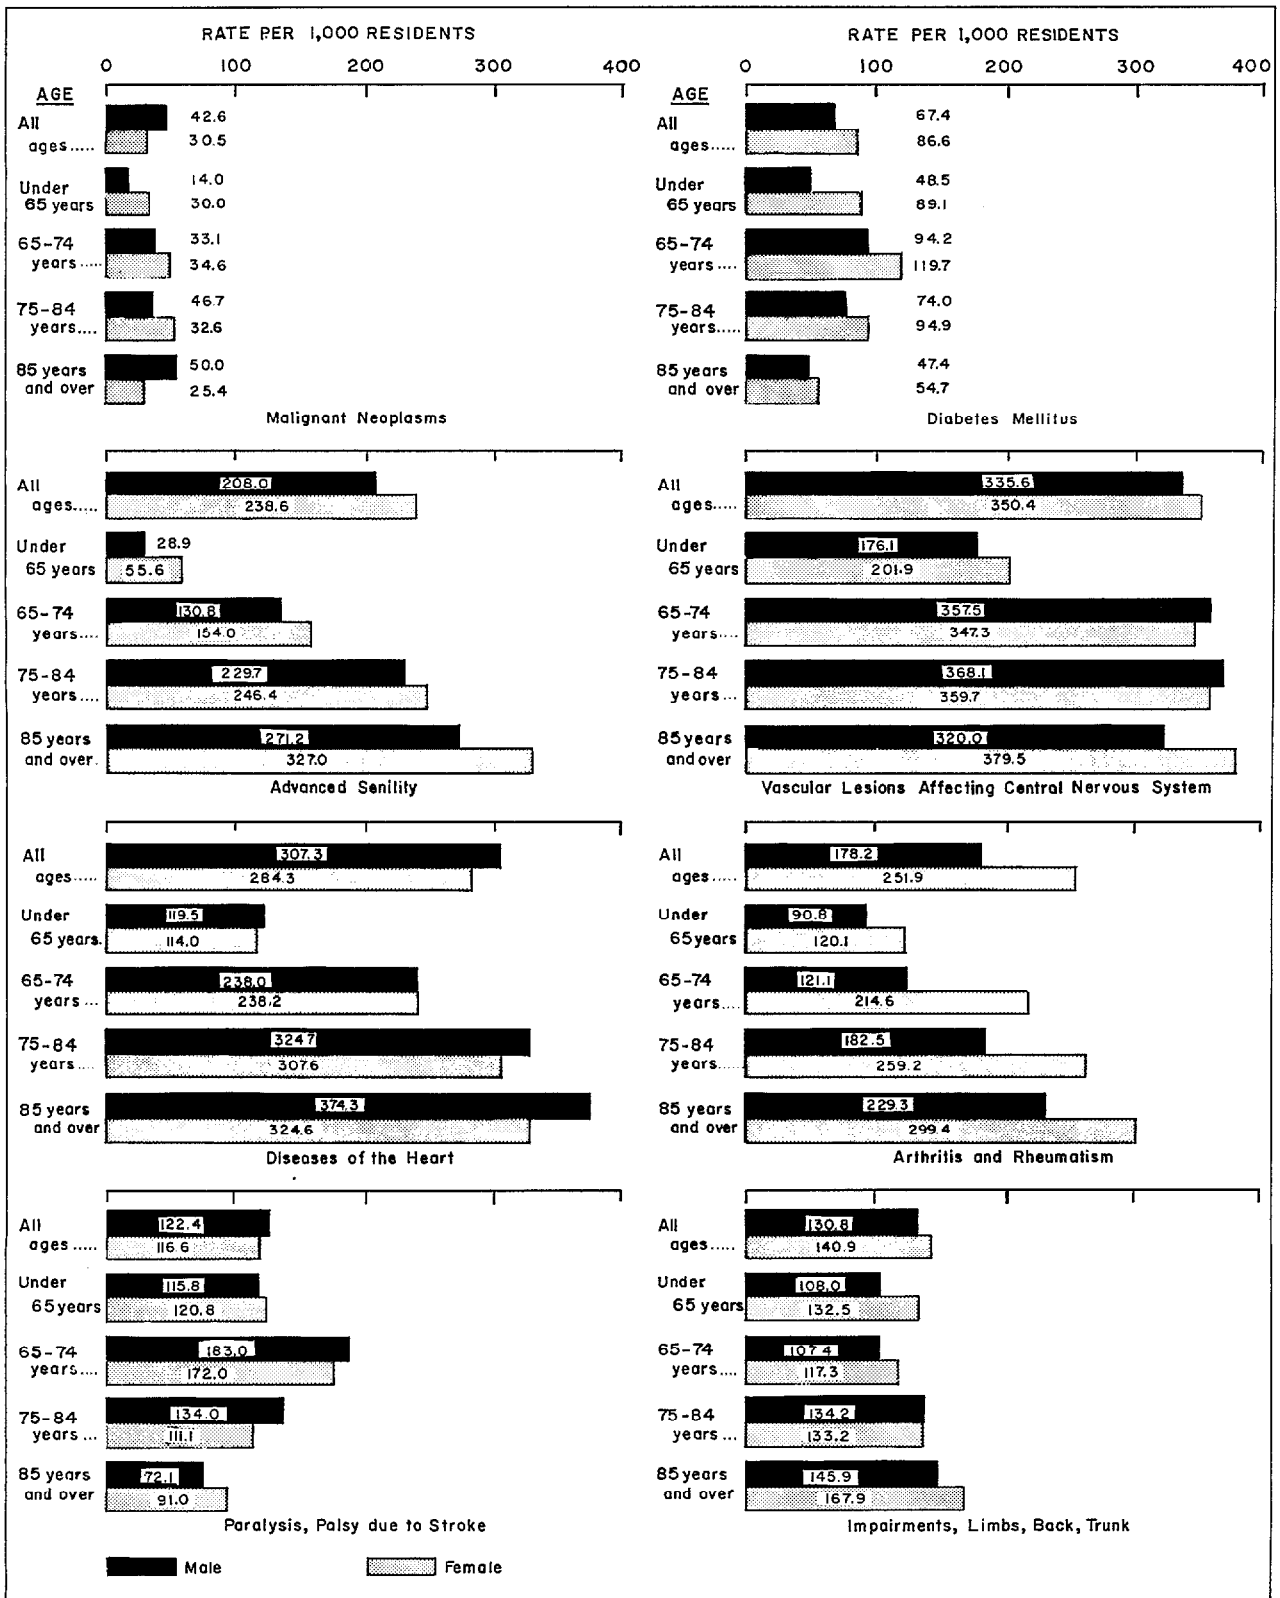 RATE PER 1,000 RESIDENTS
0 100 200 300 400
AGE
All 42.6
ages..... 30.5
Under 14.0
65 years 30.0
65-74 33.1
years..... 34.6
75-84 46.7
years.... 32.6
85 years 50.0
and over 25.4
Malignant Neoplasms
RATE PER 1,000 RESIDENTS
0 100 200 300 400
AGE
All 67.4
ages..... 86.6
Under 48.5
65 years 89.1
65-74 94.2
years .... 119.7
75-84 74.0
years..... 94.9
85 years 47.4
and over 54.7
Diabetes Mellitus
All 208.0
ages..... 238.6
Under 28.9
65 years 55.6
65-74 130.8
years.... 154.0
75-84 229.7
years.... 246.4
85 years 271.2
and over. 327.0
Advanced Senility
All 335.6
ages..... 350.4
Under 176.1
65 years 201.9
65-74 357.5
years.... 347.3
75-84 368.1
years... 359.7
85 years 320.0
and over 379.5
Vascular Lesions Affecting Central Nervous System
All 307.3
ages..... 284.3
Under 119.5
65 years. 114.0
65-74 238.0
years ... 238.2
75-84 324.7
years.... 307.6
85 years 374.3
and over 324.6
Diseases of the Heart
All 178.2
ages..... 251.9
Under 90.8
65 years 120.1
65-74 121.1
years.... 214.6
75-84 182.5
years..... 259.2
85 years 229.3
and over 299.4
Arthritis and Rheumatism
All 122.4
ages ..... 116.6
Under 115.8
65 years 120.8
65-74 183.0
years.... 172.0
75-84 134.0
years ... 111.1
85 years 72.1
and over 91.0
Paralysis, Palsy due to Stroke
All 130.8
ages..... 140.9
Under 108.0
65 years 132.5
65-74 107.4
years.... 117.3
75-84 134.2
years ... 133.2
85 years 145.9
and over 167.9
Impairments, Limbs, Back, Trunk
Male Female